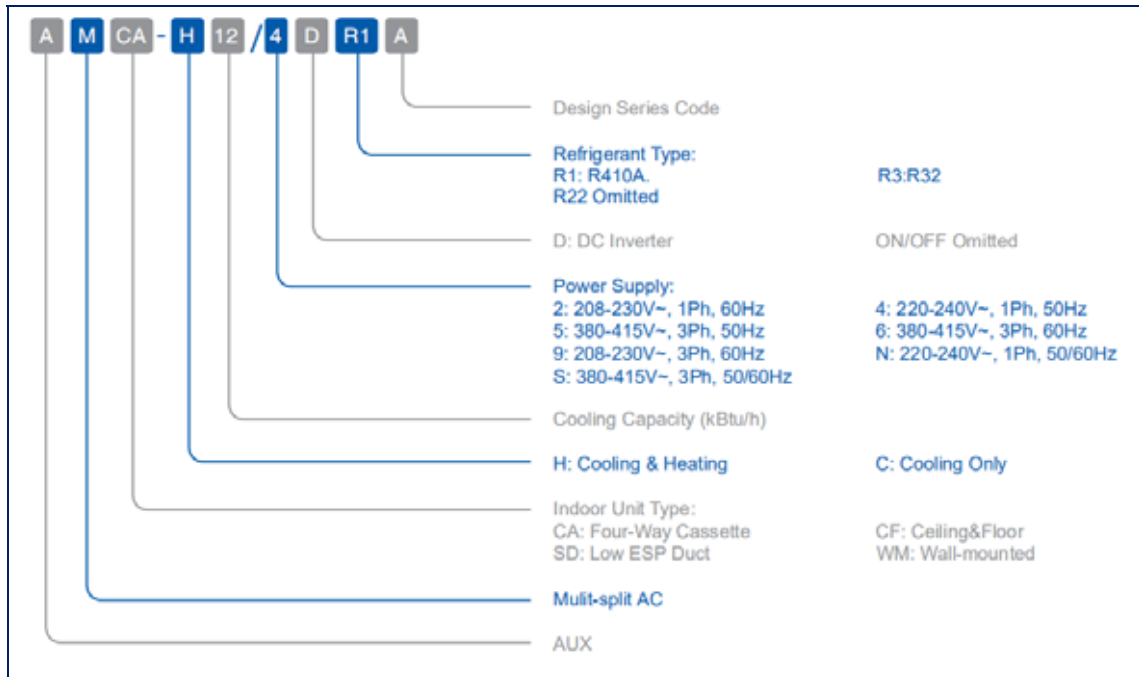 A M CA - H 12 / 4 D R1 A
Design Series Code
Refrigerant Type:
R1: R410A. R3:R32
R22 Omitted
D: DC Inverter ON/OFF Omitted
Power Supply:
2: 208-230V~, 1Ph, 60Hz 4: 220-240V~, 1Ph, 50Hz
5: 380-415V~, 3Ph, 50Hz 6: 380-415V~, 3Ph, 60Hz
9: 208-230V~, 3Ph, 60Hz N: 220-240V~, 1Ph, 50/60Hz
S: 380-415V~, 3Ph, 50/60Hz
Cooling Capacity (kBtu/h)
H: Cooling & Heating C: Cooling Only
Indoor Unit Type:
CA: Four-Way Cassette CF: Ceiling&Floor
SD: Low ESP Duct WM: Wall-mounted
Mulit-split AC
AUX